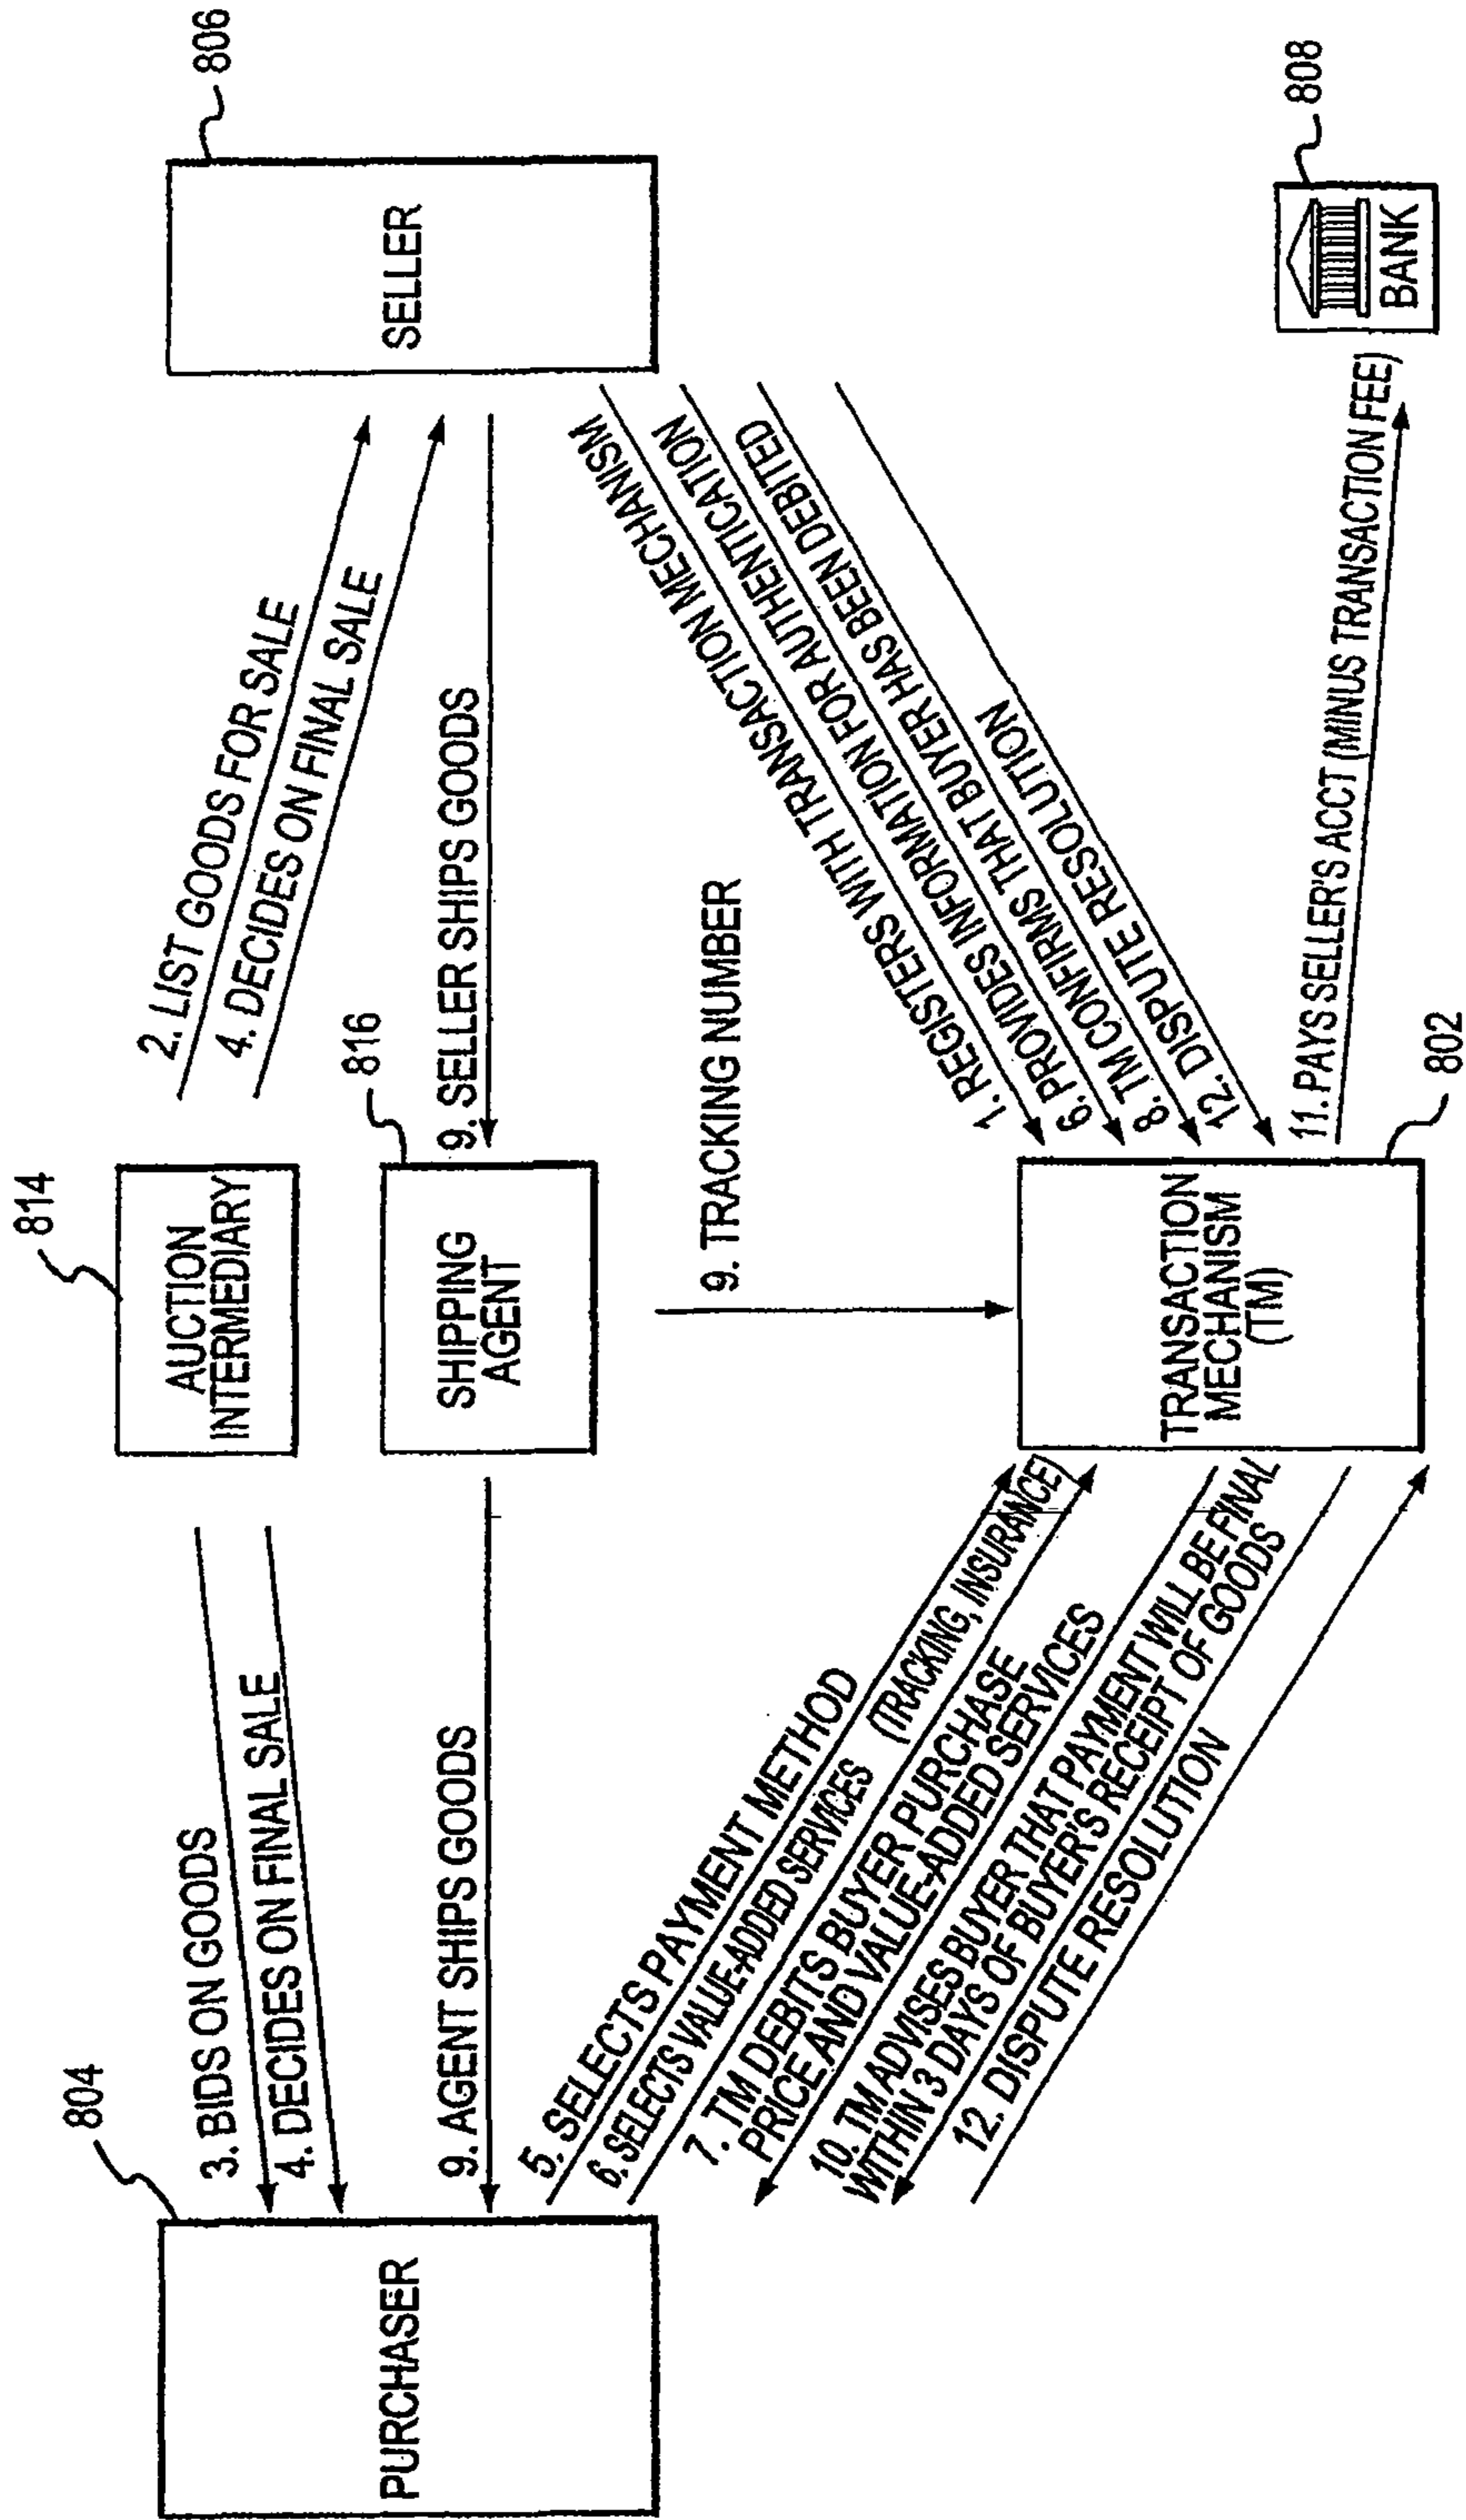 814
AUCTION
INTERMEDIARY
804
PURCHASER
806
SELLER
3. BIDS ON GOODS
4. DECIDES ON FINAL SALE
2. LIST GOODS FOR SALE
4. DECIDES ON FINAL SALE
816
SHIPPING
AGENT
9. AGENT SHIPS GOODS
9. SELLER SHIPS GOODS
9. TRACKING NUMBER
5. SELECTS PAYMENT METHOD
6. SELECTS VALUE-ADDED SERVICES (TRACKING, INSURANCE)
7. TM DEBITS BUYER PURCHASE
PRICE AND VALUE-ADDED SERVICES
10. TM ADVISES BUYER THAT PAYMENT WILL BE FINAL
WITHIN 3 DAYS OF BUYER'S RECEIPT OF GOODS
12. DISPUTE RESOLUTION
1. REGISTERS WITH TRANSACTION MECHANISM
6. PROVIDES INFORMATION FOR AUTHENTICATION
8. TM CONFIRMS THAT BUYER HAS BEEN DEBITED
12. DISPUTE RESOLUTION
TRANSACTION
MECHANISM
(TM)
802
11. PAYS SELLER'S ACCT (MINUS TRANSACTION FEE)
BANK
808